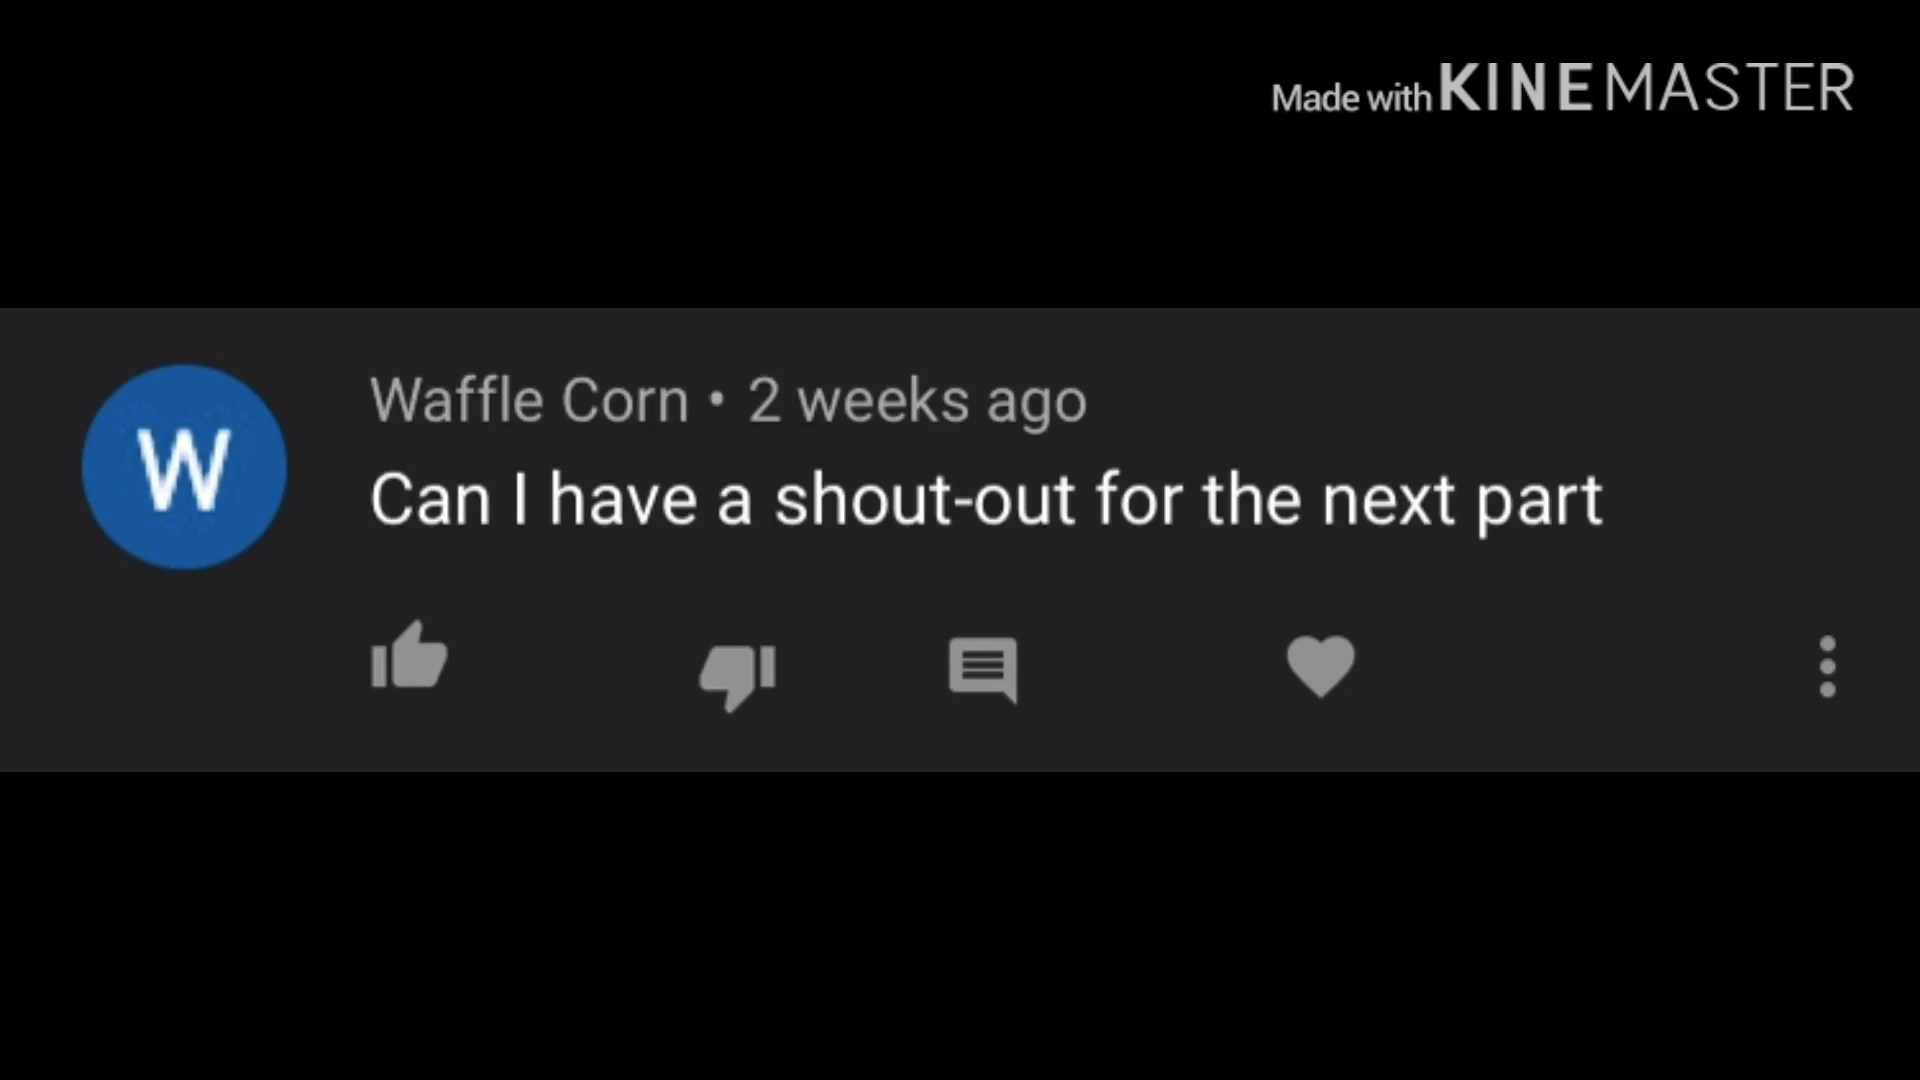 Made with KINEMASTER
Waffle Corn • 2 weeks ago
W
Can I have a shout-out for the next part